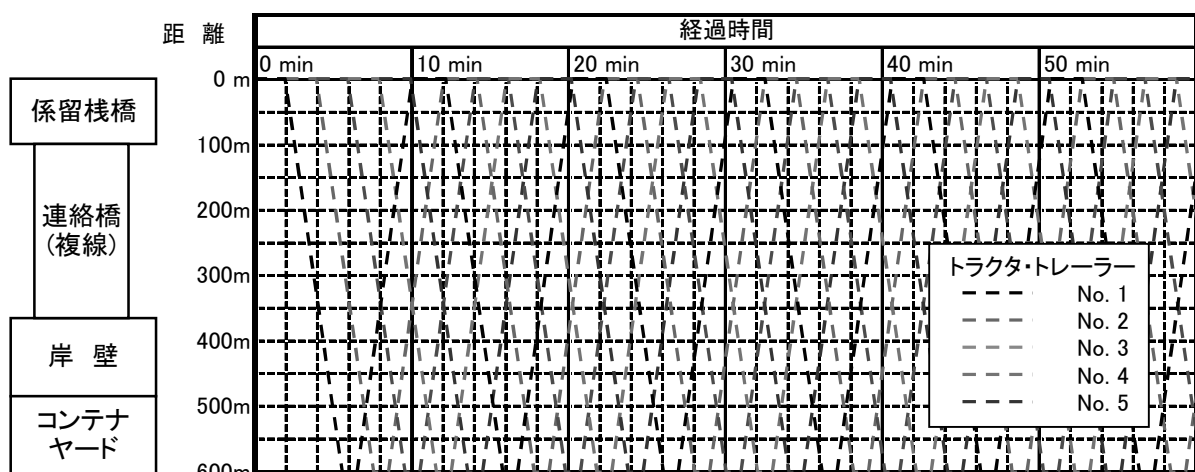 距 離
経過時間
0 min 10 min 20 min 30 min 40 min 50 min
0 m
係留桟橋
100m
連絡橋
(複線)
200m
300m
岸 壁
400m
コンテナ
ヤード
500m
600m
トラクタ・トレーラー
No. 1
No. 2
No. 3
No. 4
No. 5